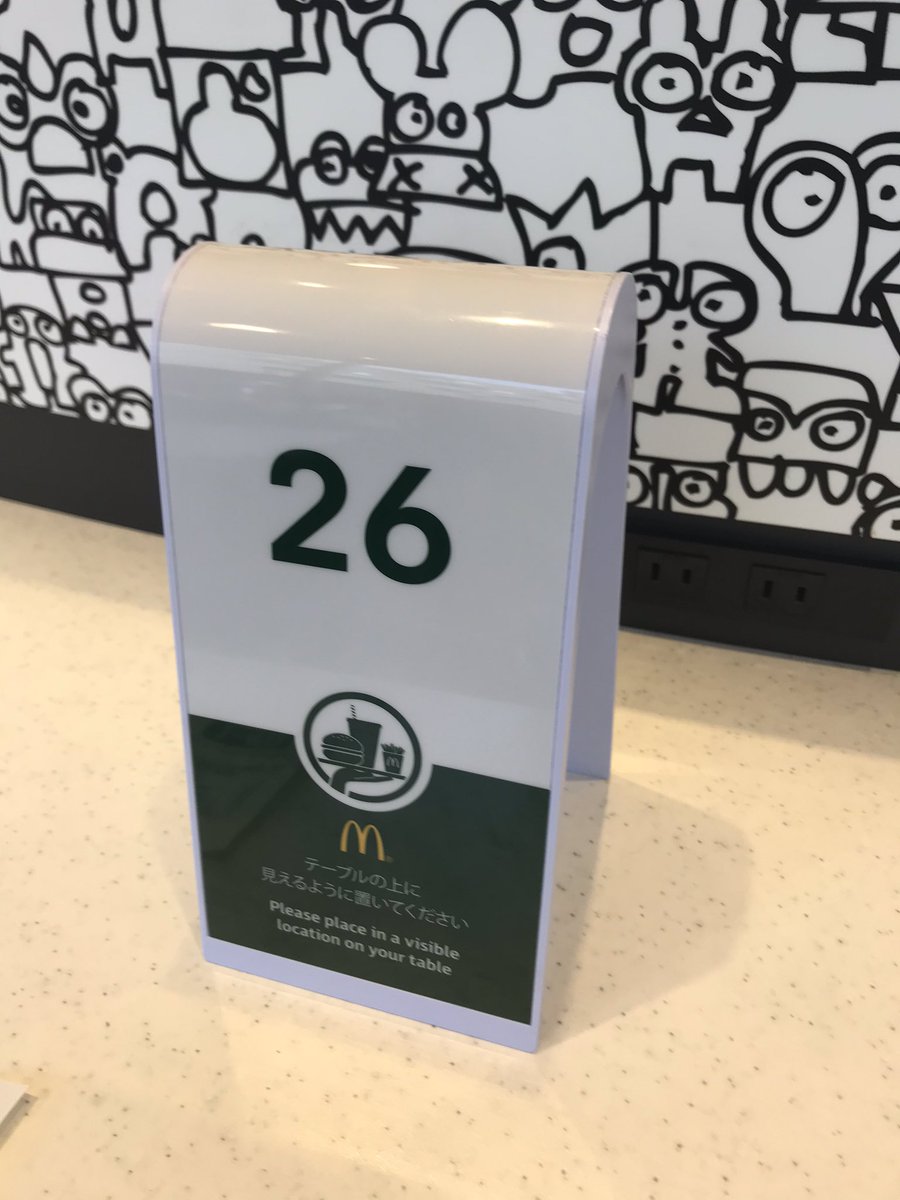 26
テーブルの上に
見えるように置いてください
Please place in a visible
location on your table